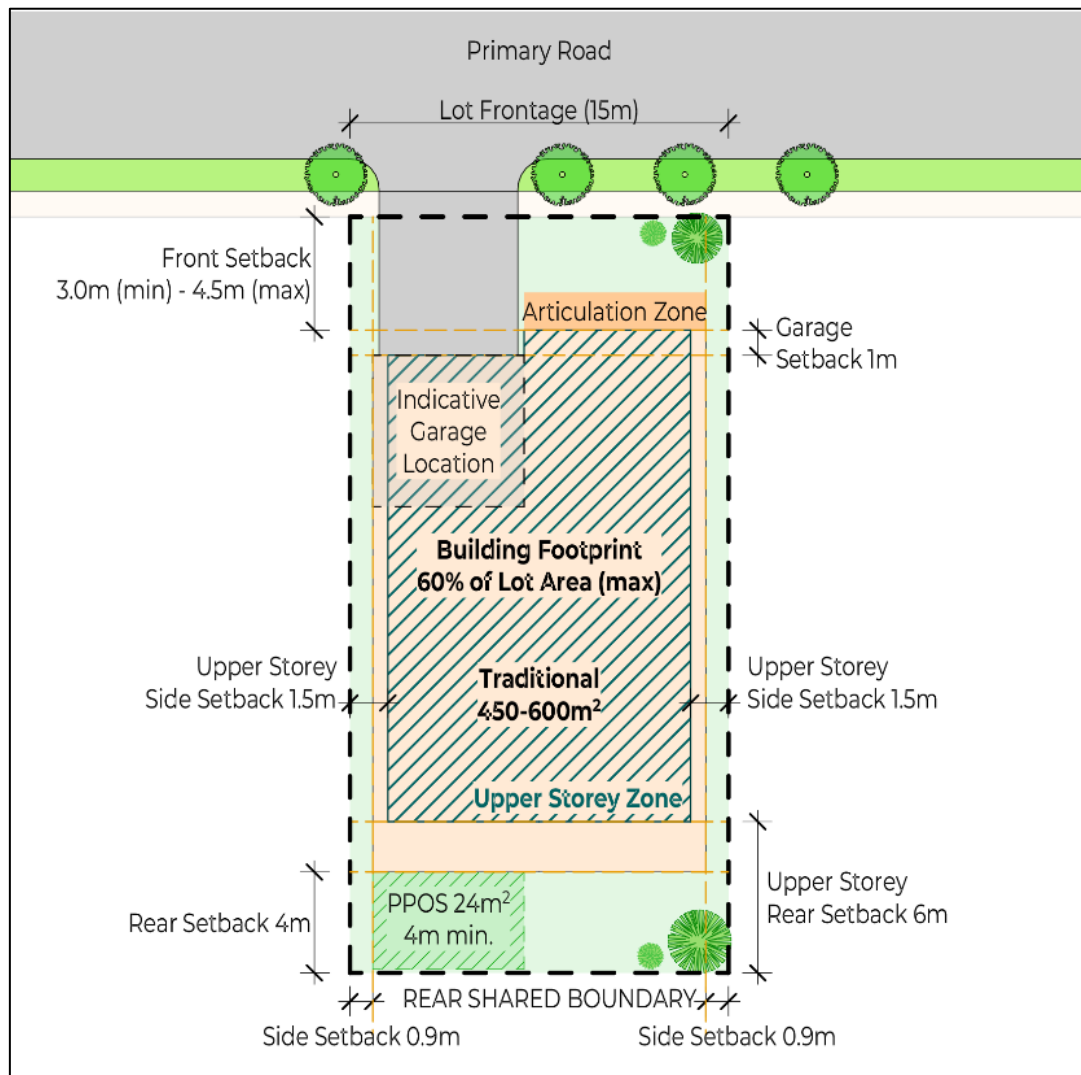 Primary Road
Lot Frontage (15m)
Front Setback
3.0m (min) - 4.5m (max)
Articulation Zone
Garage
Setback 1m
Indicative
Garage
Location
Building Footprint
60% of Lot Area (max)
Upper Storey
Side Setback 1.5m
Traditional
450-600m²
Upper Storey
Side Setback 1.5m
Upper Storey Zone
Rear Setback 4m
PPOS 24m²
4m min.
Upper Storey
Rear Setback 6m
REAR SHARED BOUNDARY
Side Setback 0.9m
Side Setback 0.9m